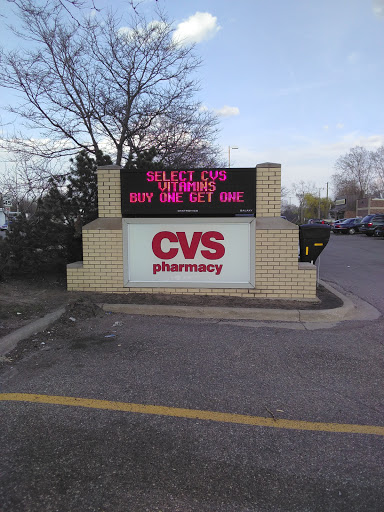 SELECT CVS
VITAMINS
BUY ONE GET ONE
CVS
pharmacy